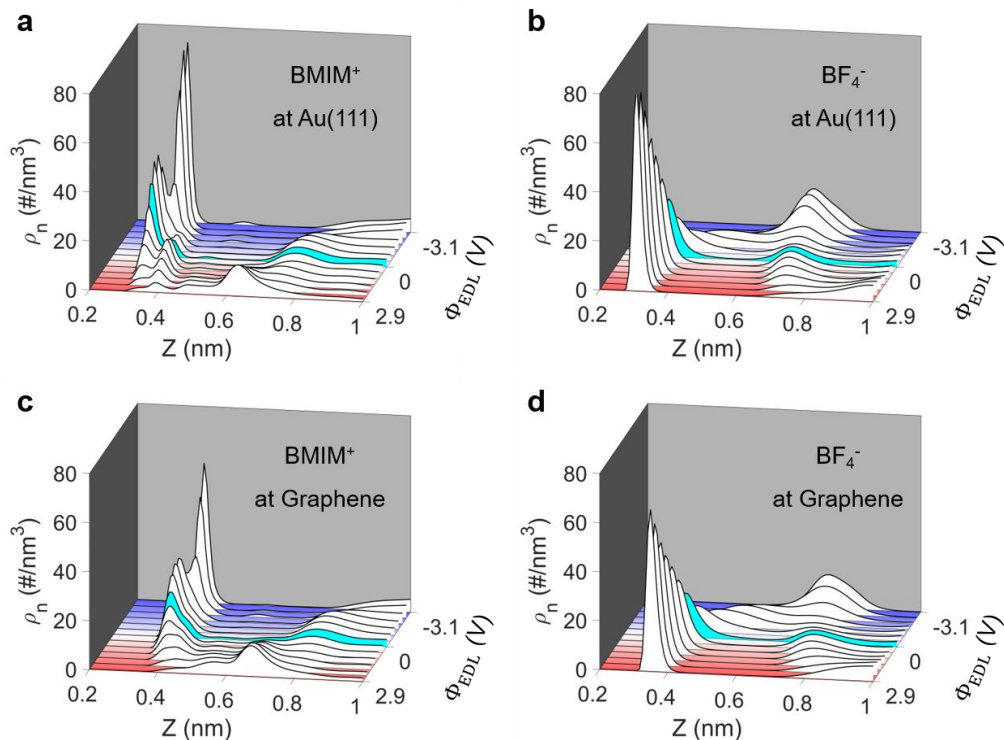 a
BMIM⁺
at Au(111)
80
60
40
20
0
ρn (#/nm³)
0.2
0.4
0.6
0.8
1
Z (nm)
-3.1
0
2.9
ΦEDL (V)
b
BF₄⁻
at Au(111)
80
60
40
20
0
ρn (#/nm³)
0.2
0.4
0.6
0.8
1
Z (nm)
-3.1
0
2.9
ΦEDL (V)
c
BMIM⁺
at Graphene
80
60
40
20
0
ρn (#/nm³)
0.2
0.4
0.6
0.8
1
Z (nm)
-3.1
0
2.9
ΦEDL (V)
d
BF₄⁻
at Graphene
80
60
40
20
0
ρn (#/nm³)
0.2
0.4
0.6
0.8
1
Z (nm)
-3.1
0
2.9
ΦEDL (V)